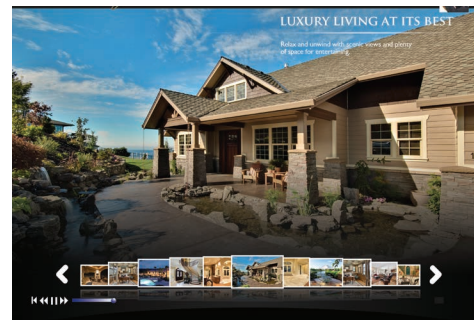 LUXURY LIVING AT ITS BEST
Relax and unwind with scenic views and plenty
of space for entertaining.